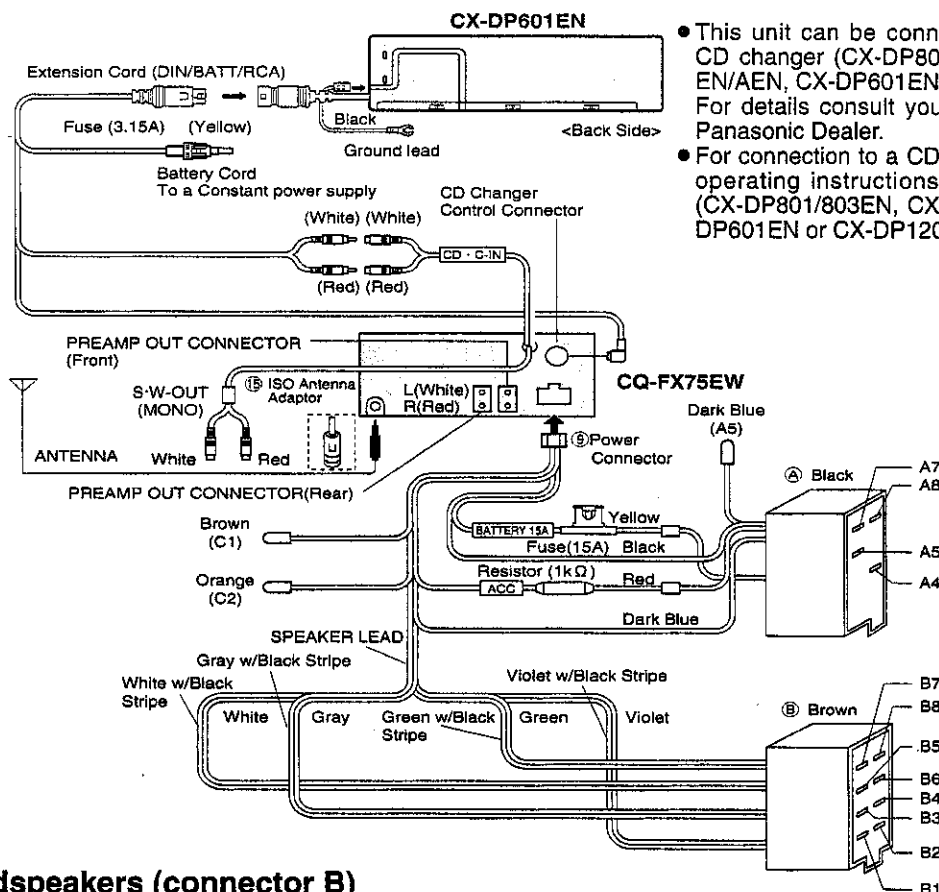 CX-DP601EN
Extension Cord (DIN/BATT/RCA)
Black
Fuse (3.15A) (Yellow)
Ground lead
<Back Side>
Battery Cord
To a Constant power supply
CD Changer
Control Connector
(White) (White)
CD · C-IN
(Red) (Red)
● This unit can be conn
CD changer (CX-DP80
EN/AEN, CX-DP601EN
For details consult you
Panasonic Dealer.
● For connection to a CD
operating instructions
(CX-DP801/803EN, CX
DP601EN or CX-DP120
PREAMP OUT CONNECTOR
(Front)
S·W-OUT
(MONO)
⑮ ISO Antenna
Adaptor
L(White)
R(Red)
CQ-FX75EW
ANTENNA
White
Red
PREAMP OUT CONNECTOR(Rear)
⑨ Power
Connector
Dark Blue
(A5)
Ⓐ Black
A7
A8
A5
A4
Brown
(C1)
BATTERY 15A
Yellow
Fuse(15A) Black
Orange
(C2)
Resistor (1kΩ)
ACC
Red
Dark Blue
SPEAKER LEAD
Gray w/Black Stripe
White w/Black
Stripe
Violet w/Black Stripe
White
Gray
Green w/Black
Stripe
Green
Violet
Ⓑ Brown
B7
B8
B5
B6
B4
B3
B2
B1
dspeakers (connector B)